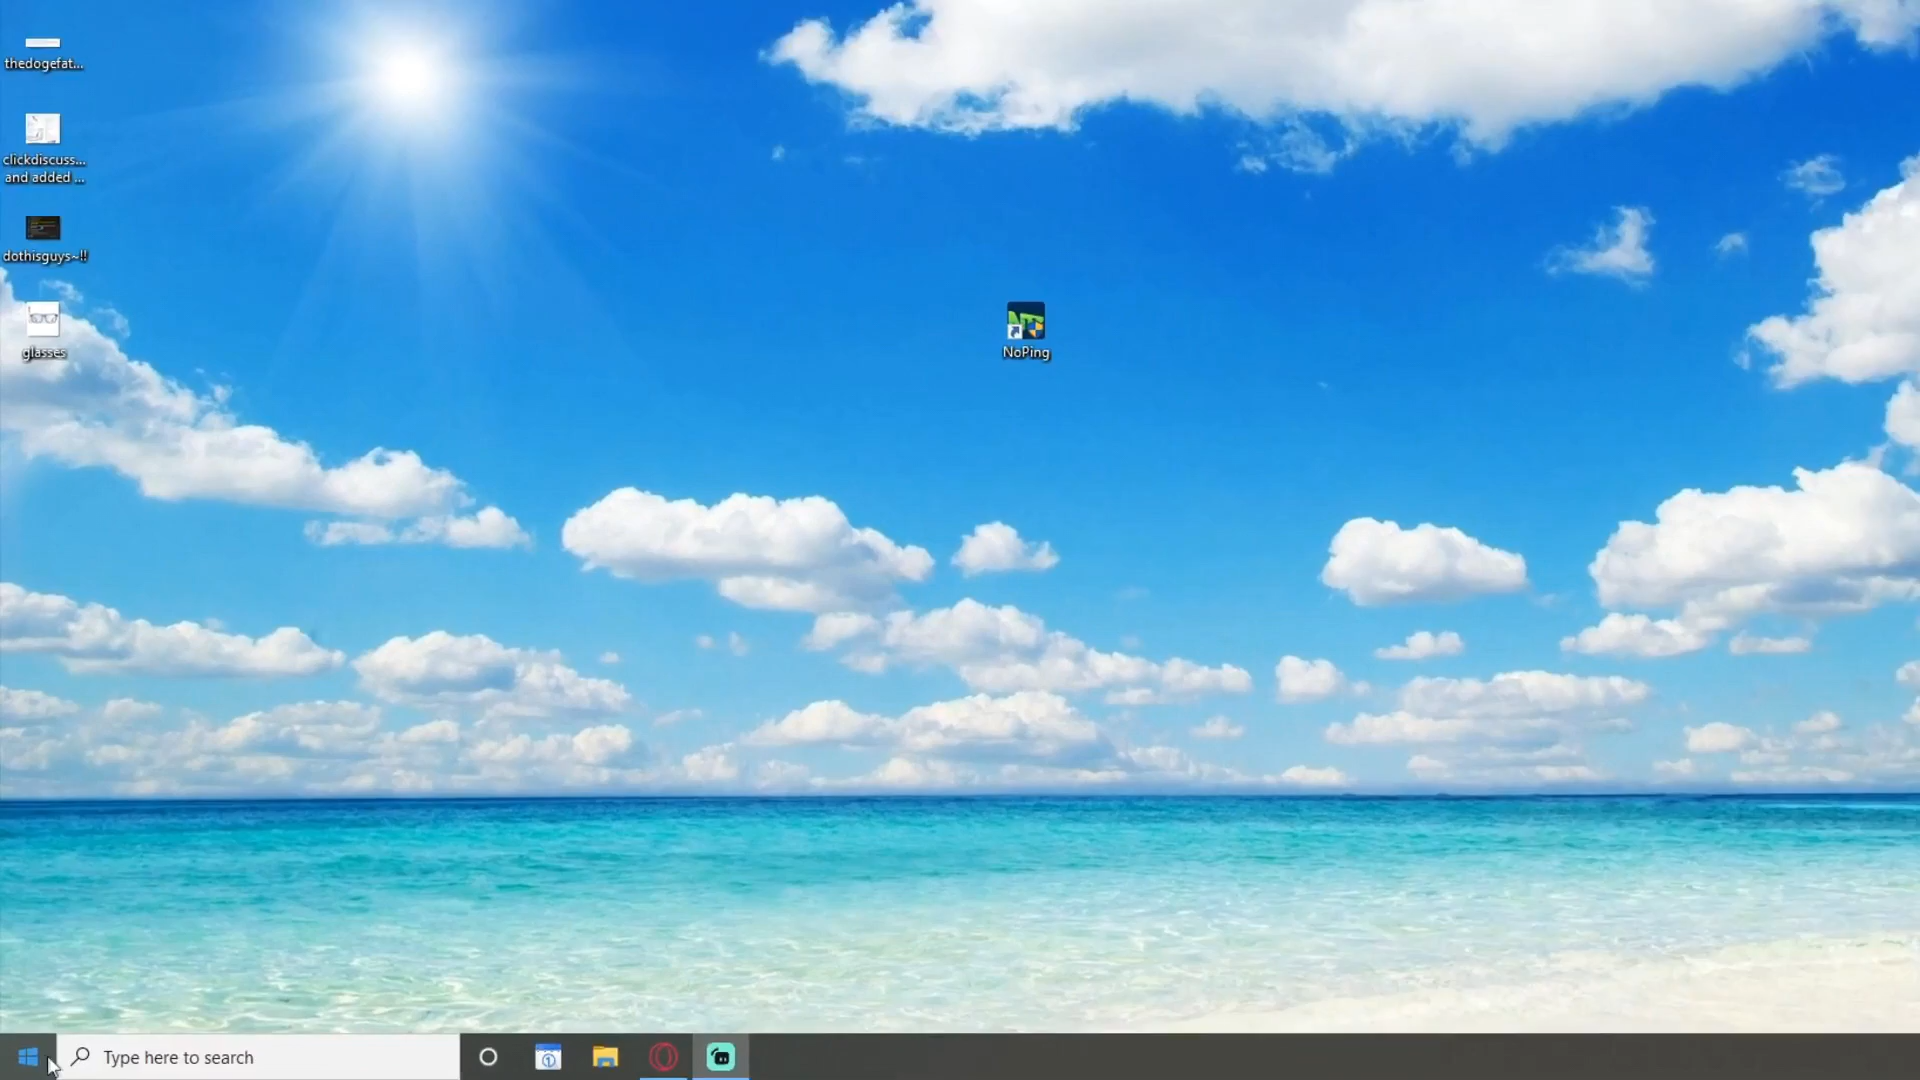 thedogefat...
clickdiscuss...
and added ...
dothisguys~!!
glasses
NoPing
Type here to search